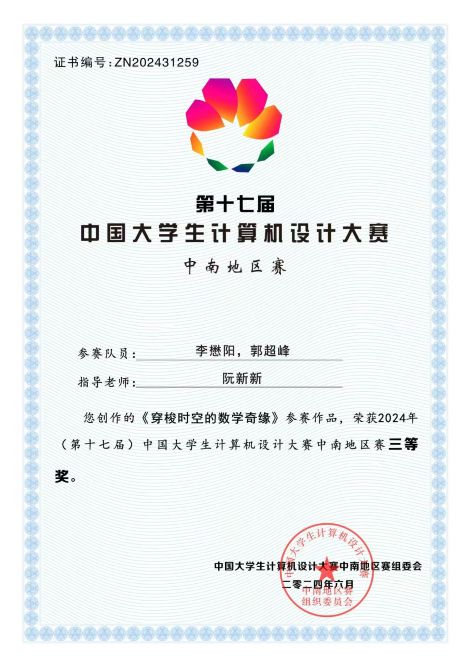 证书编号:ZN202431259
第十七届
中国大学生计算机设计大赛
中南地区赛
参赛队员: 李懋阳,郭超峰
指导老师: 阮新新
您创作的《穿梭时空的数学奇缘》参赛作品,荣获2024年
(第十七届)中国大学生计算机设计大赛中南地区赛三等
奖。
中国大学生计算机设计大赛中南地区赛组委会
二零二四年六月
中国大学生计算机设计大赛
中南地区赛
组织委员会